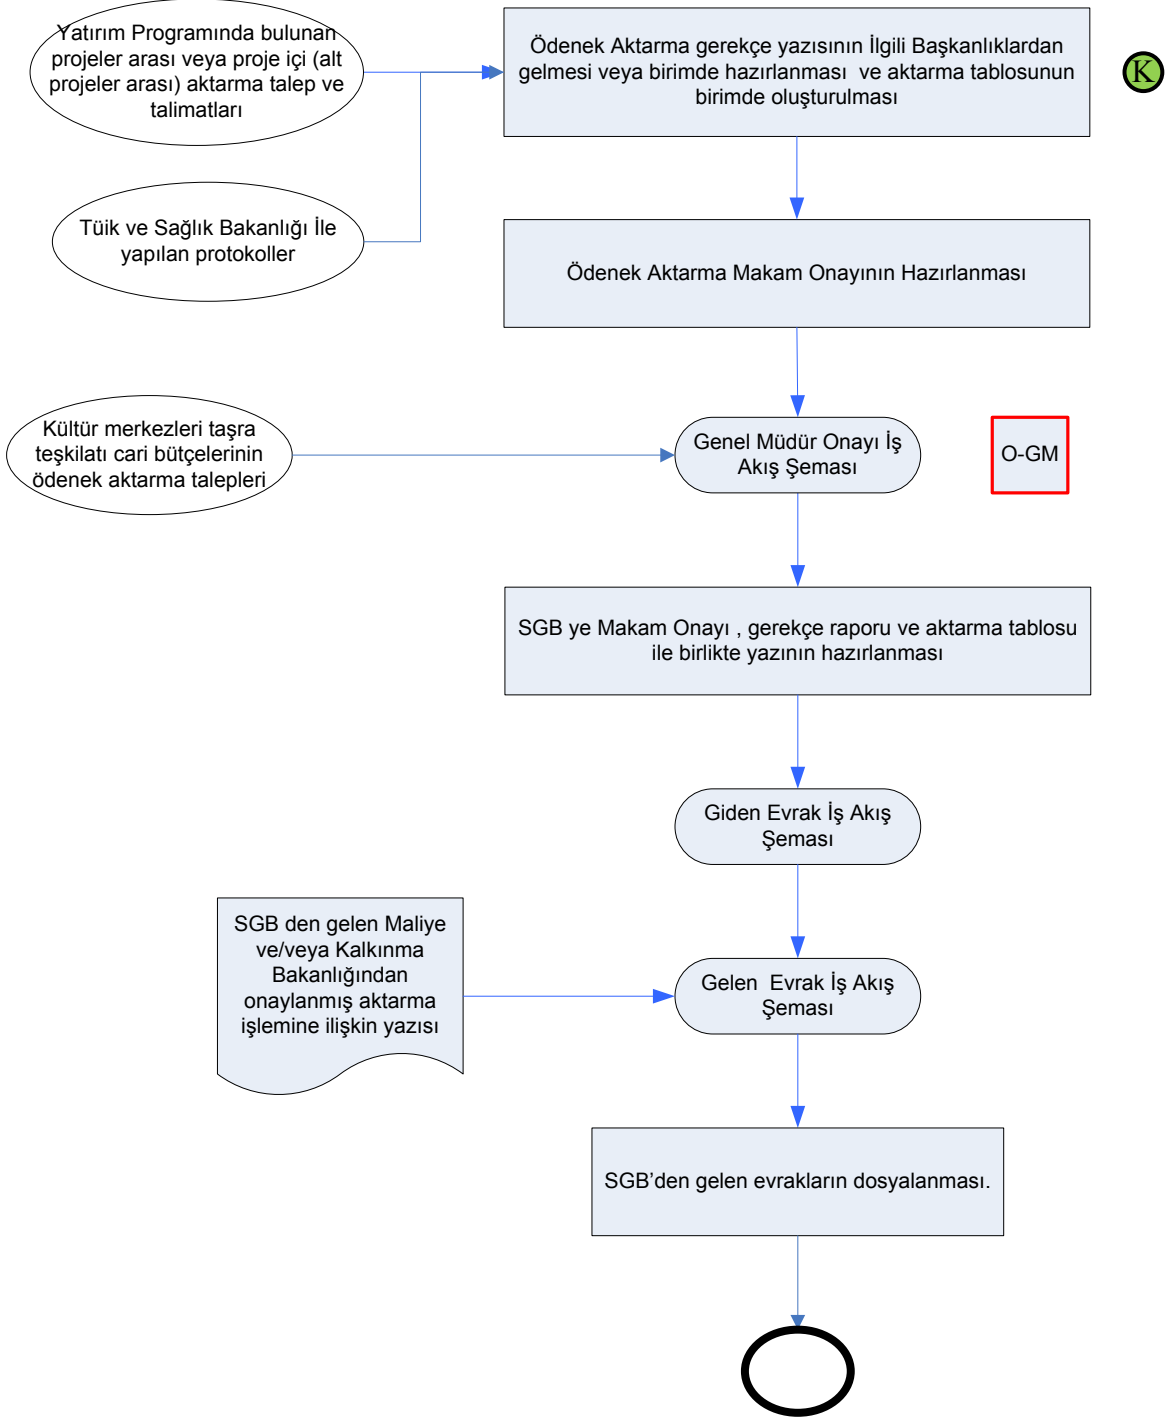 Yatırım Programında bulunan
projeler arası veya proje içi (alt
projeler arası) aktarma talep ve
talimatları
Ödenek Aktarma gerekçe yazısının İlgili Başkanlıklardan
gelmesi veya birimde hazırlanması ve aktarma tablosunun
birimde oluşturulması
K
Tüik ve Sağlık Bakanlığı İle
yapılan protokoller
Ödenek Aktarma Makam Onayının Hazırlanması
Kültür merkezleri taşra
teşkilatı cari bütçelerinin
ödenek aktarma talepleri
Genel Müdür Onayı İş
Akış Şeması
O-GM
SGB ye Makam Onayı , gerekçe raporu ve aktarma tablosu
ile birlikte yazının hazırlanması
Giden Evrak İş Akış
Şeması
SGB den gelen Maliye
ve/veya Kalkınma
Bakanlığından
onaylanmış aktarma
işlemine ilişkin yazısı
Gelen Evrak İş Akış
Şeması
SGB’den gelen evrakların dosyalanması.